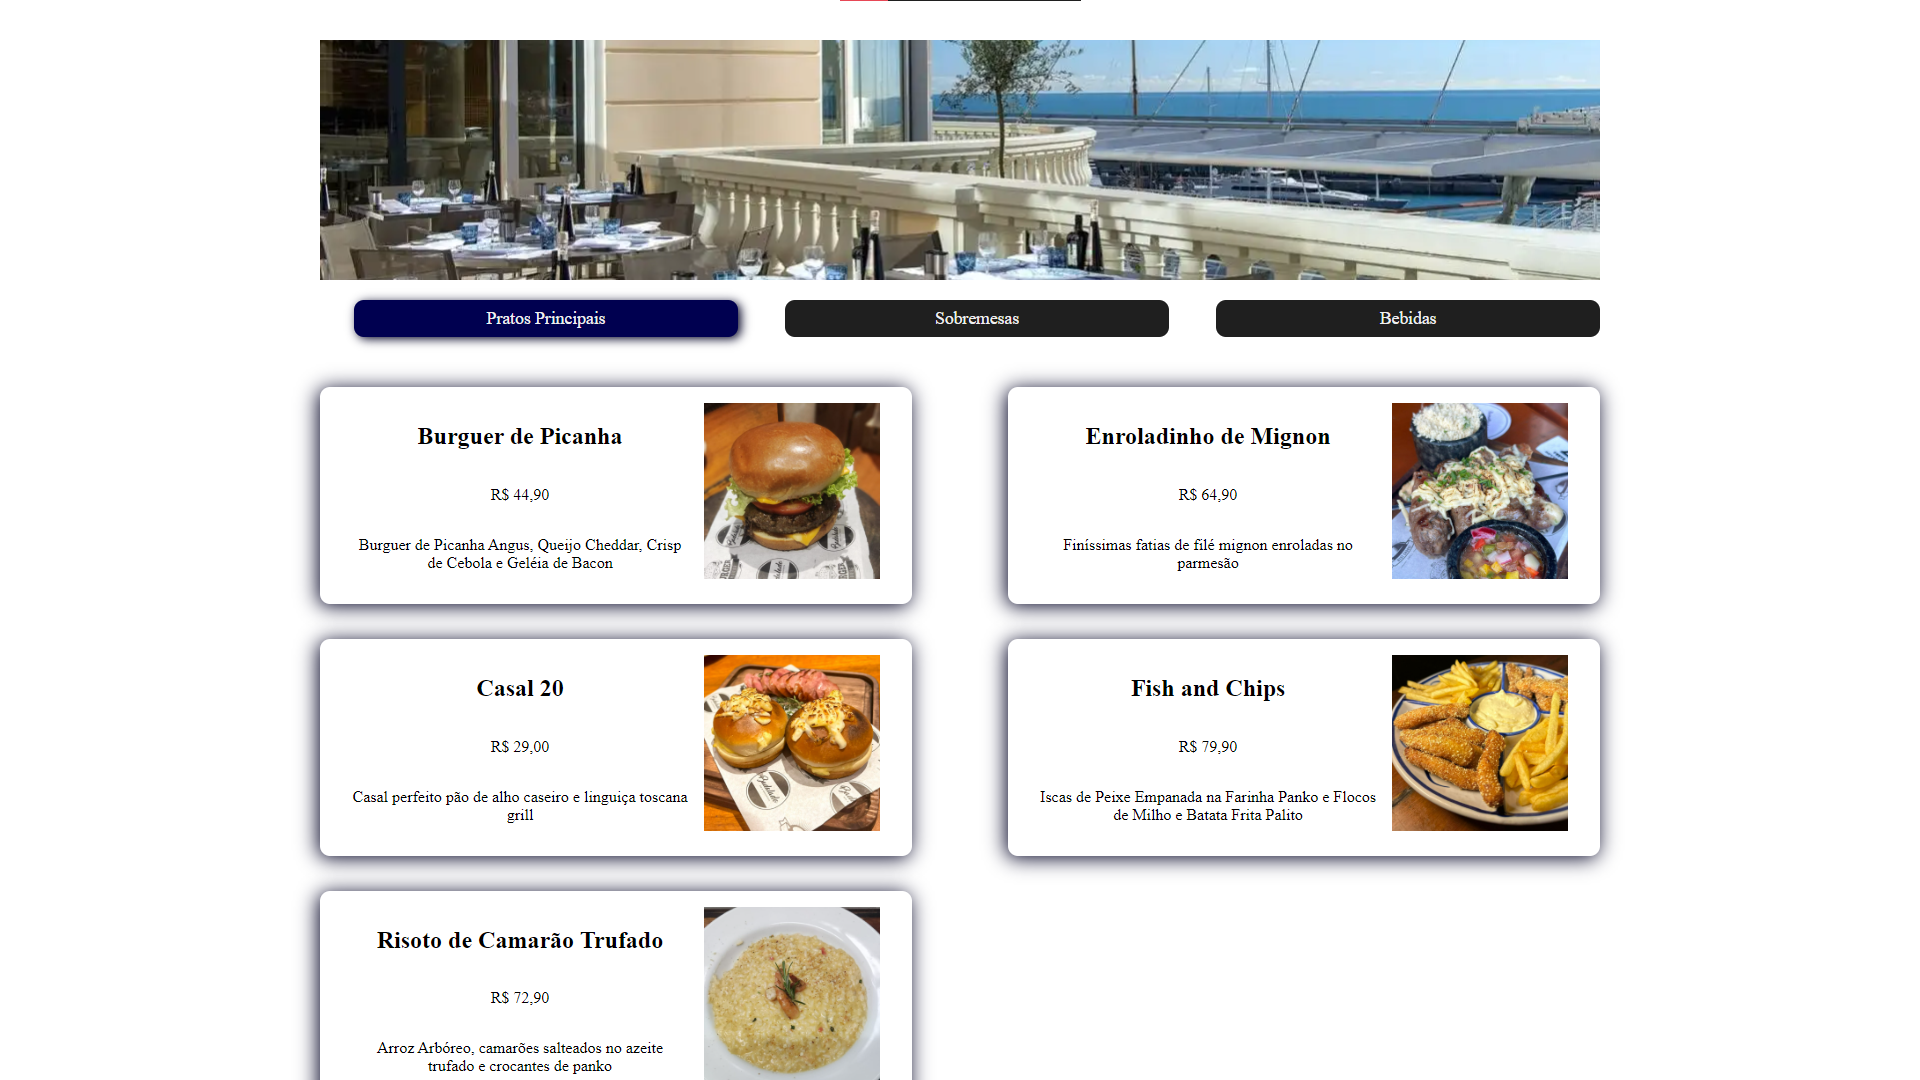 Pratos Principais
Sobremesas
Bebidas
Burguer de Picanha
R$ 44,90
Burguer de Picanha Angus, Queijo Cheddar, Crisp
de Cebola e Geléia de Bacon
Enroladinho de Mignon
R$ 64,90
Finíssimas fatias de filé mignon enroladas no
parmesão
Casal 20
R$ 29,00
Casal perfeito pão de alho caseiro e linguiça toscana
grill
Fish and Chips
R$ 79,90
Iscas de Peixe Empanada na Farinha Panko e Flocos
de Milho e Batata Frita Palito
Risoto de Camarão Trufado
R$ 72,90
Arroz Arbóreo, camarões salteados no azeite
trufado e crocantes de panko